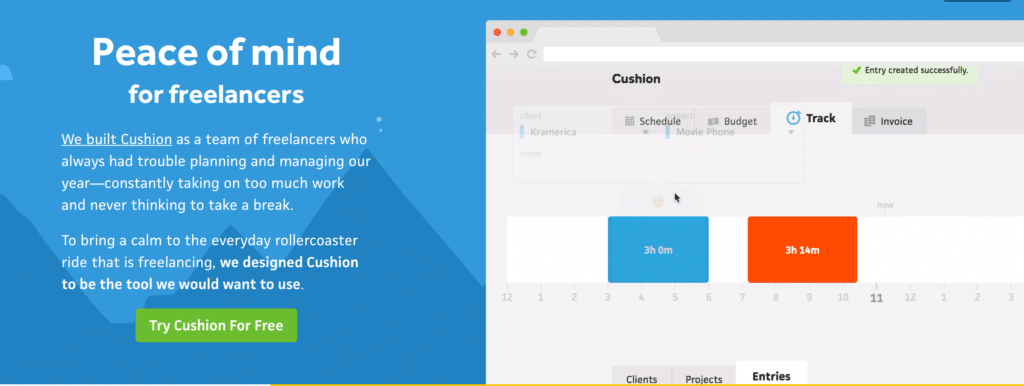 Peace of mind
for freelancers
We built Cushion as a team of freelancers who
always had trouble planning and managing our
year—constantly taking on too much work
and never thinking to take a break.
To bring a calm to the everyday rollercoaster
ride that is freelancing, we designed Cushion
to be the tool we would want to use.
Try Cushion For Free
Cushion
Entry created successfully.
client
Kramerica
Movie Phone
notes
Schedule
Budget
Track
Invoice
now
3h 0m
3h 14m
12 1 2 3 4 5 6 7 8 9 10 11 12 1 2 3
Clients
Projects
Entries